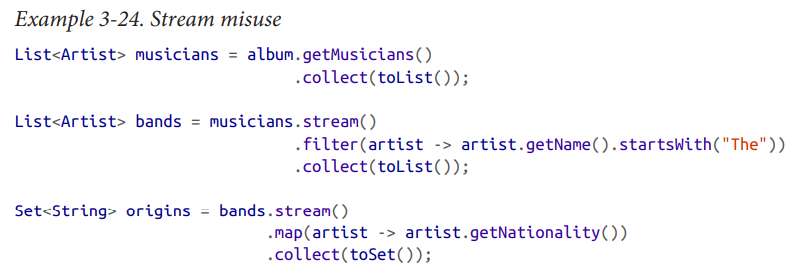 Example 3-24. Stream misuse
List<Artist> musicians = album.getMusicians()
.collect(toList());
List<Artist> bands = musicians.stream()
.filter(artist -> artist.getName().startsWith("The"))
.collect(toList());
Set<String> origins = bands.stream()
.map(artist -> artist.getNationality())
.collect(toSet());